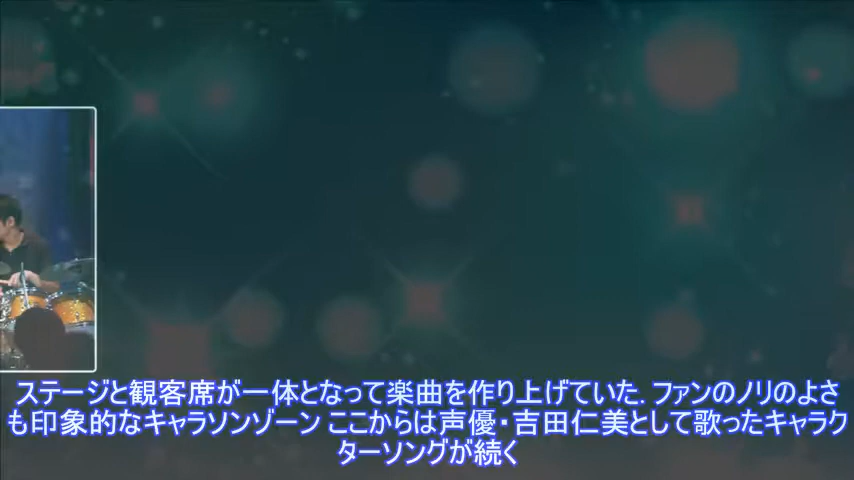 ステージと観客席が一体となって楽曲を作り上げていた. ファンのノリのよさ
も印象的なキャラソンゾーン ここからは声優・吉田仁美として歌ったキャラク
ターソングが続く